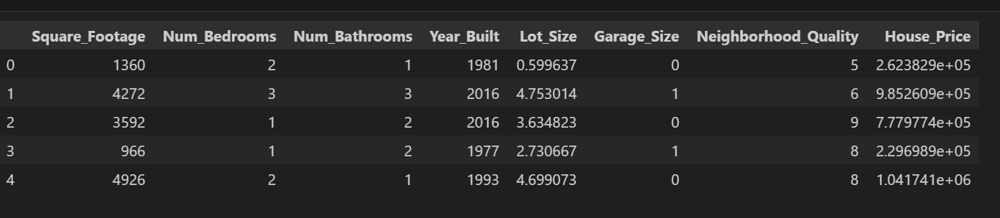 Square_Footage Num_Bedrooms Num_Bathrooms Year_Built Lot_Size Garage_Size Neighborhood_Quality House_Price
0 1360 2 1 1981 0.599637 0 5 2.623829e+05
1 4272 3 3 2016 4.753014 1 6 9.852609e+05
2 3592 1 2 2016 3.634823 0 9 7.779774e+05
3 966 1 2 1977 2.730667 1 8 2.296989e+05
4 4926 2 1 1993 4.699073 0 8 1.041741e+06